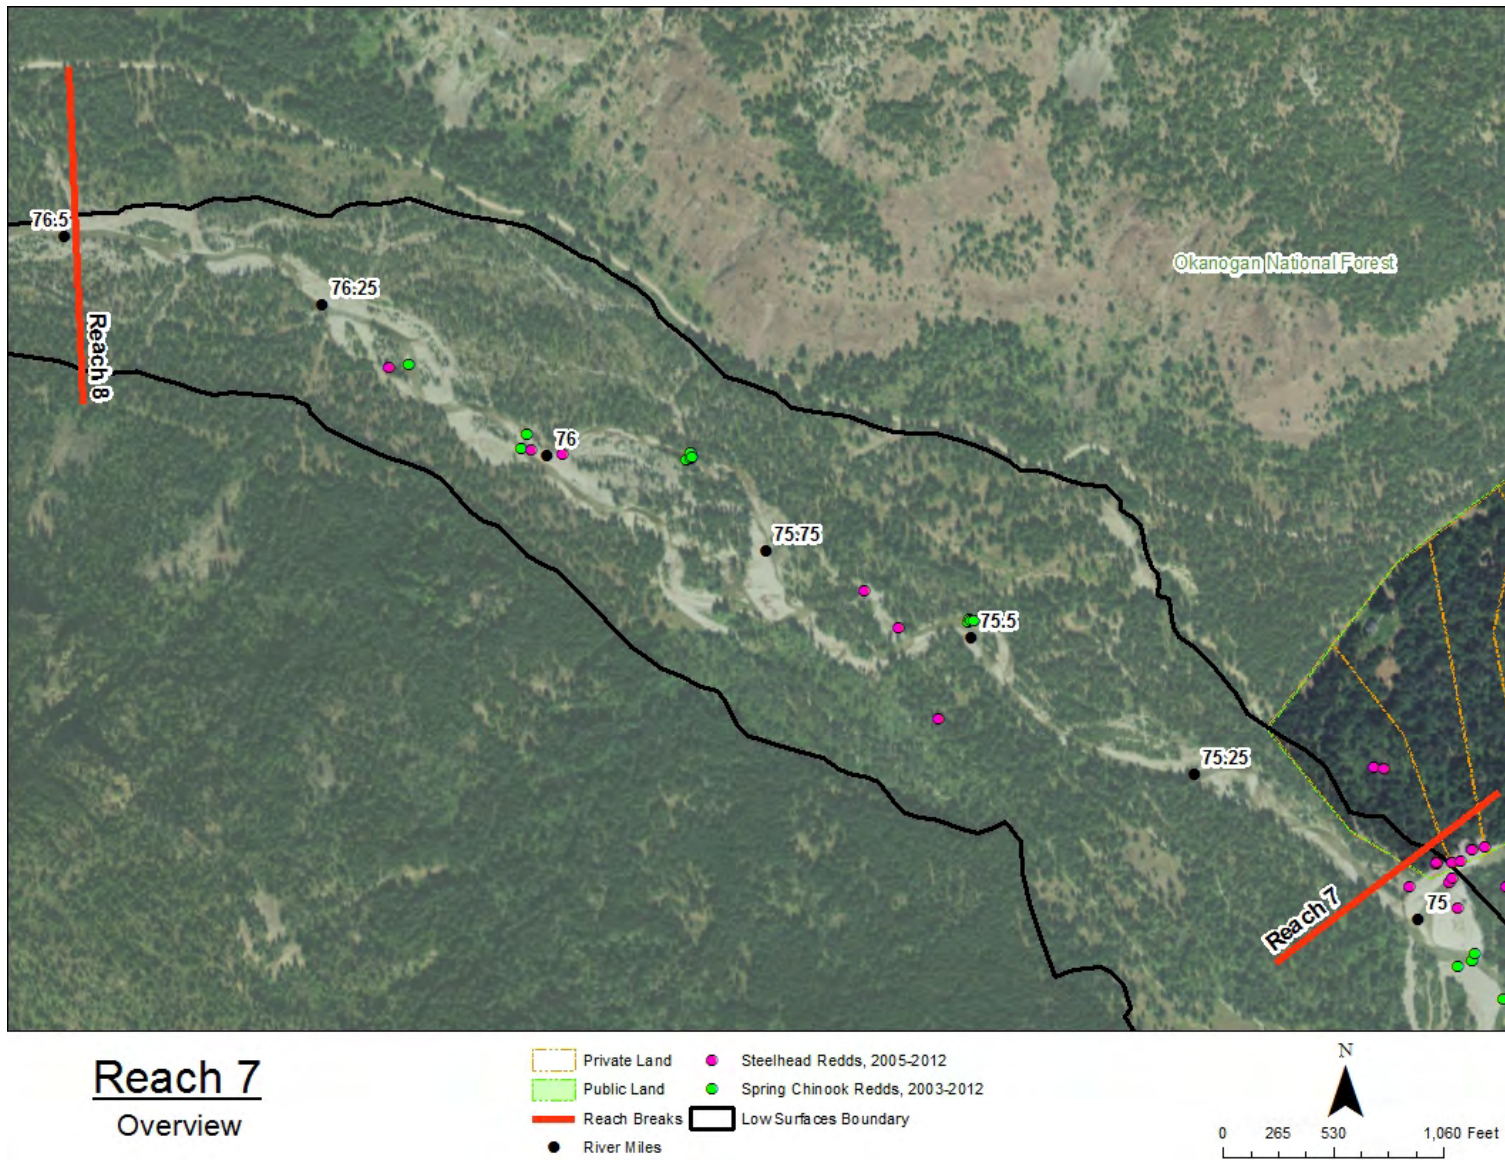 76.5
76.25
Okanogan National Forest
Reach 8
76
75.75
75.5
75.25
Reach 7
75
Reach 7
Overview
Private Land
Public Land
Reach Breaks
River Miles
Steelhead Redds, 2005-2012
Spring Chinook Redds, 2003-2012
Low Surfaces Boundary
N
0 265 530 1,060 Feet